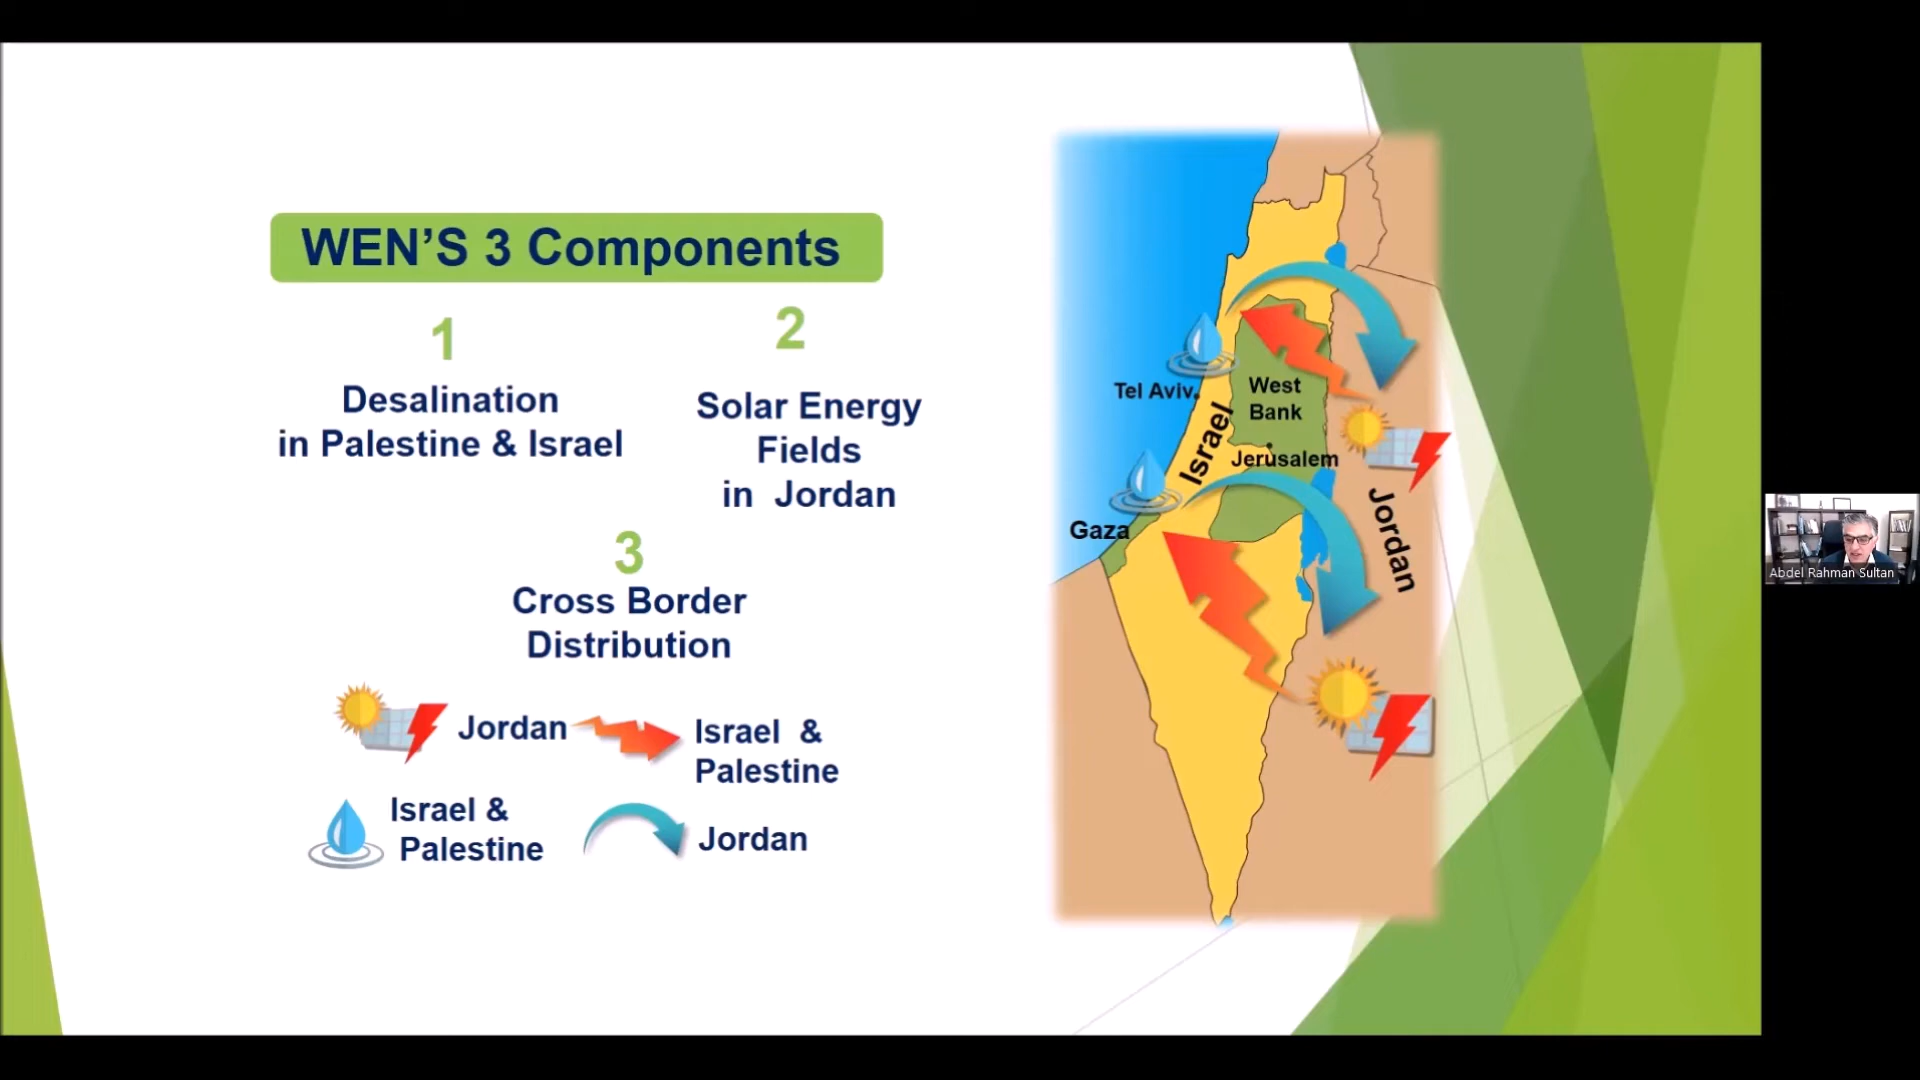 WEN'S 3 Components
1
Desalination
in Palestine & Israel
2
Solar Energy
Fields
in Jordan
3
Cross Border
Distribution
Jordan
Israel &
Palestine
Israel &
Palestine
Jordan
Tel Aviv.
West
Bank
Israel
Jerusalem
Gaza
Jordan
Abdel Rahman Sultan